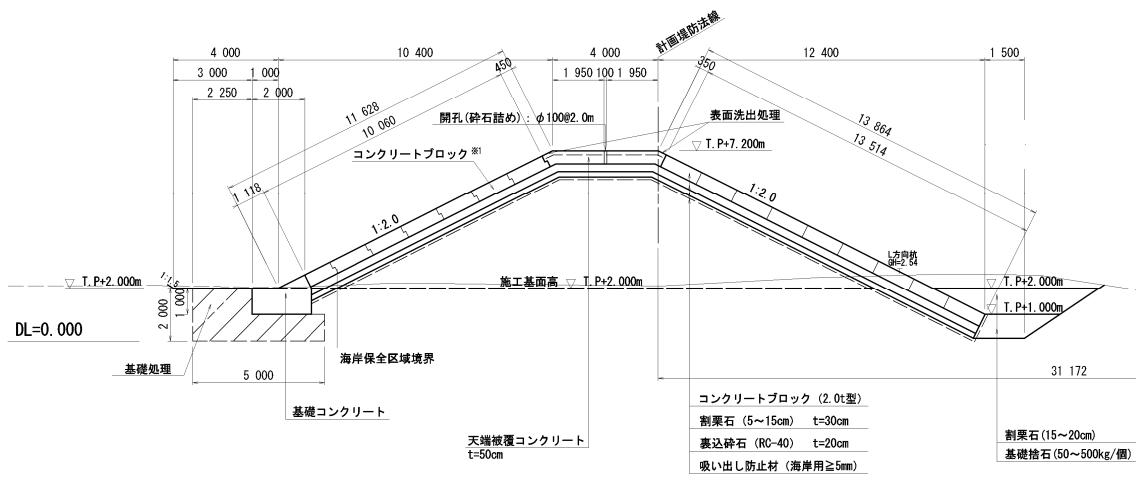 計画堤防法線
4 000
10 400
4 000
12 400
1 500
3 000
1 000
450
1 950
100
1 950
350
2 250
2 000
11 628
10 060
開孔(砕石詰め)：φ100@2.0m
表面洗出処理
13 864
13 514
コンクリートブロック※1
▽ T.P+7.200m
1 118
1:2.0
1:2.0
L方向杭
GH=2.54
1:1.5
▽ T.P+2.000m
施工基面高 ▽ T.P+2.000m
▽ T.P+2.000m
▽ T.P+1.000m
2 000
1 000
DL=0.000
海岸保全区域境界
基礎処理
5 000
31 172
基礎コンクリート
コンクリートブロック (2.0t型)
割栗石 (5～15cm) t=30cm
裏込砕石 (RC-40) t=20cm
吸い出し防止材 (海岸用≧5mm)
天端被覆コンクリート
t=50cm
割栗石(15～20cm)
基礎捨石(50～500kg/個)